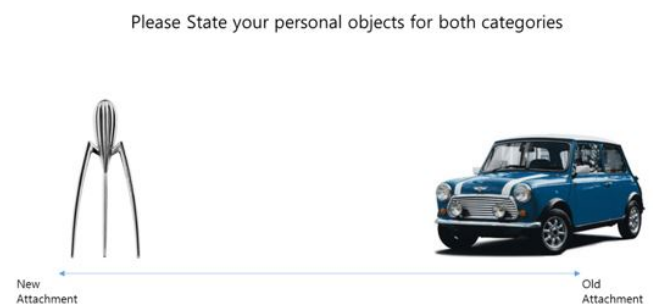 Please State your personal objects for both categories
New
Attachment
Old
Attachment